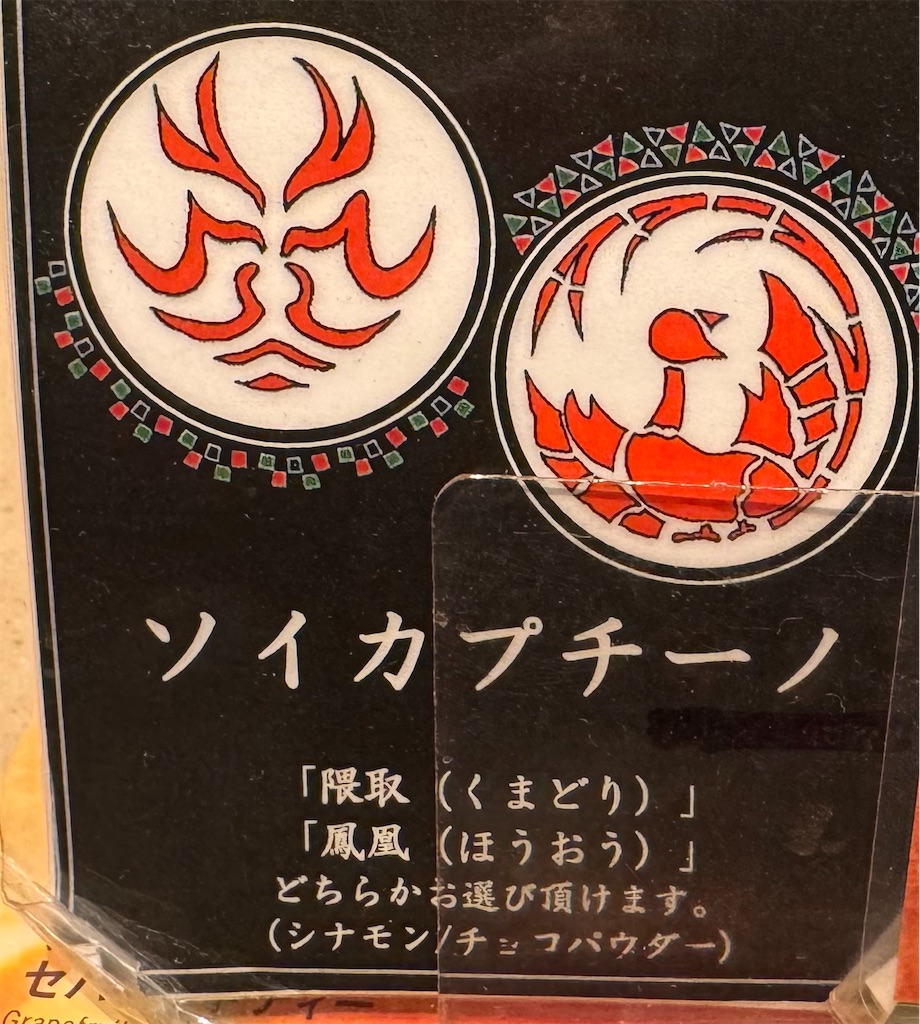 ソイカプチーノ
「隈取（くまどり）」
「鳳凰（ほうおう）」
どちらかお選び頂けます。
(シナモン/チョコパウダー)